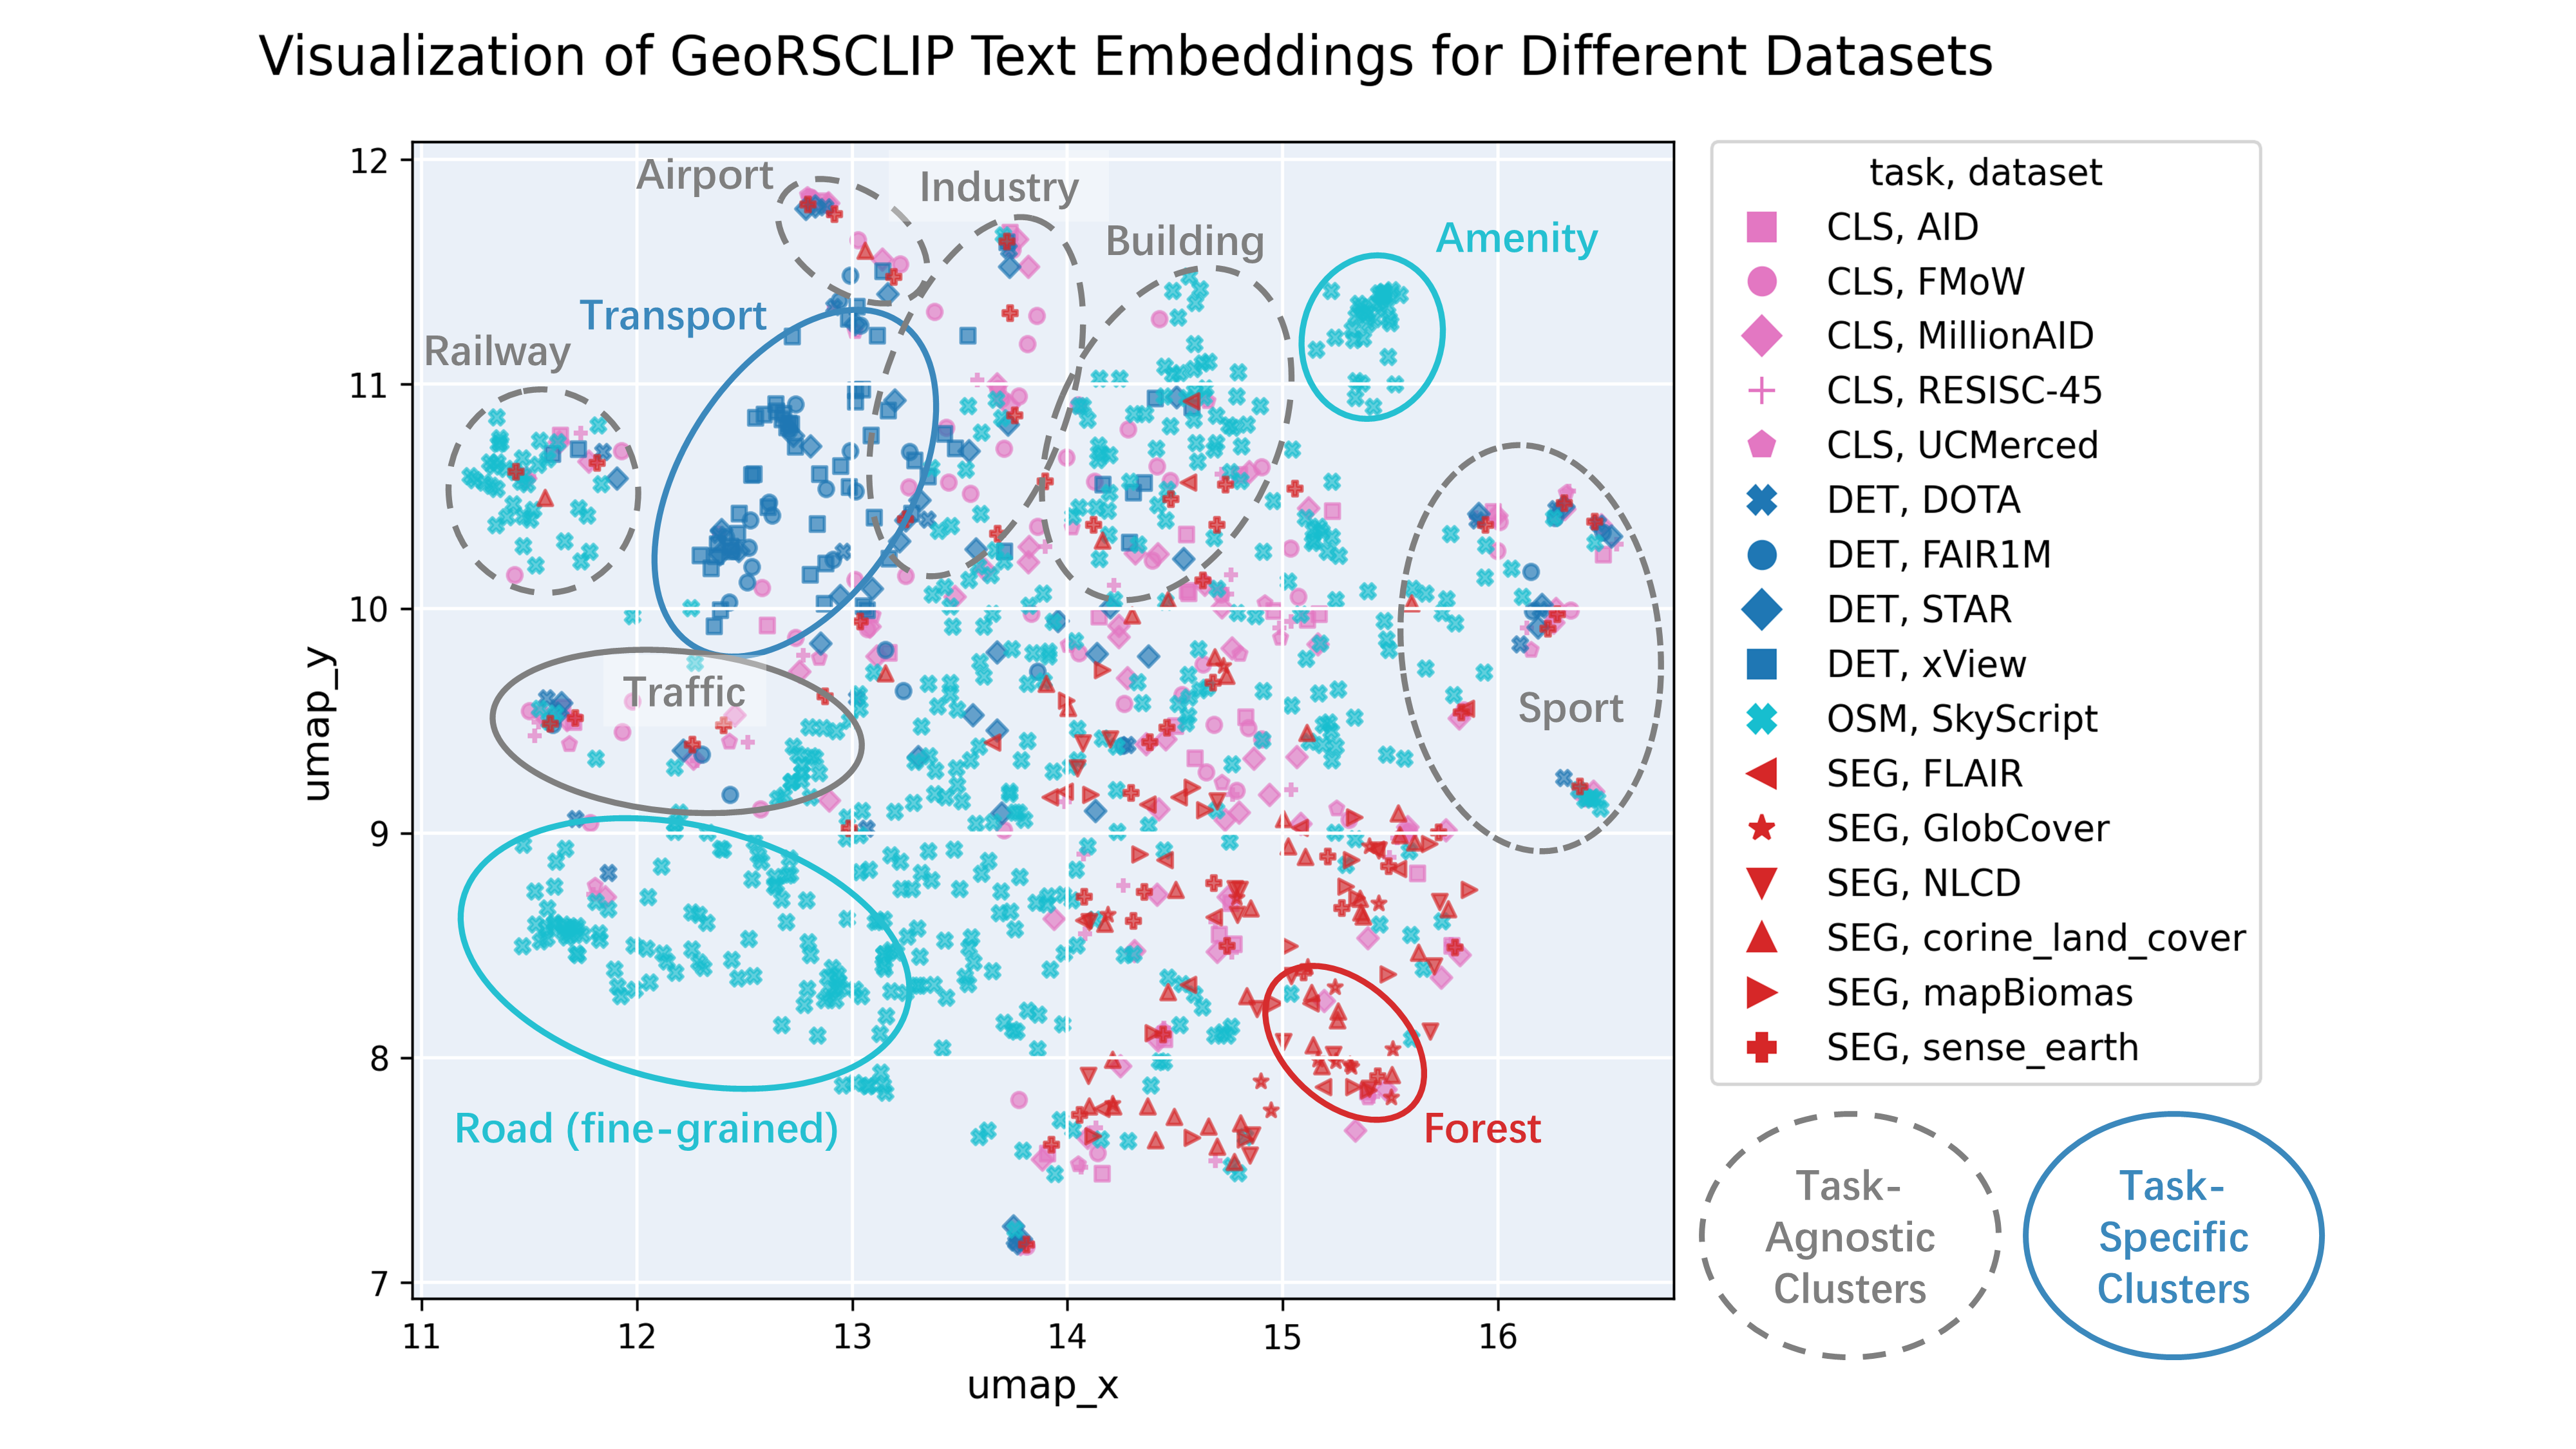 Visualization of GeoRSCLIP Text Embeddings for Different Datasets
12
11
10
9
8
7
umap_y
11
12
13
14
15
16
umap_x
Airport
Industry
Building
Amenity
Transport
Railway
Traffic
Sport
Road (fine-grained)
Forest
task, dataset
CLS, AID
CLS, FMoW
CLS, MillionAID
CLS, RESISC-45
CLS, UCMerced
DET, DOTA
DET, FAIR1M
DET, STAR
DET, xView
OSM, SkyScript
SEG, FLAIR
SEG, GlobCover
SEG, NLCD
SEG, corine_land_cover
SEG, mapBiomas
SEG, sense_earth
Task-
Agnostic
Clusters
Task-
Specific
Clusters